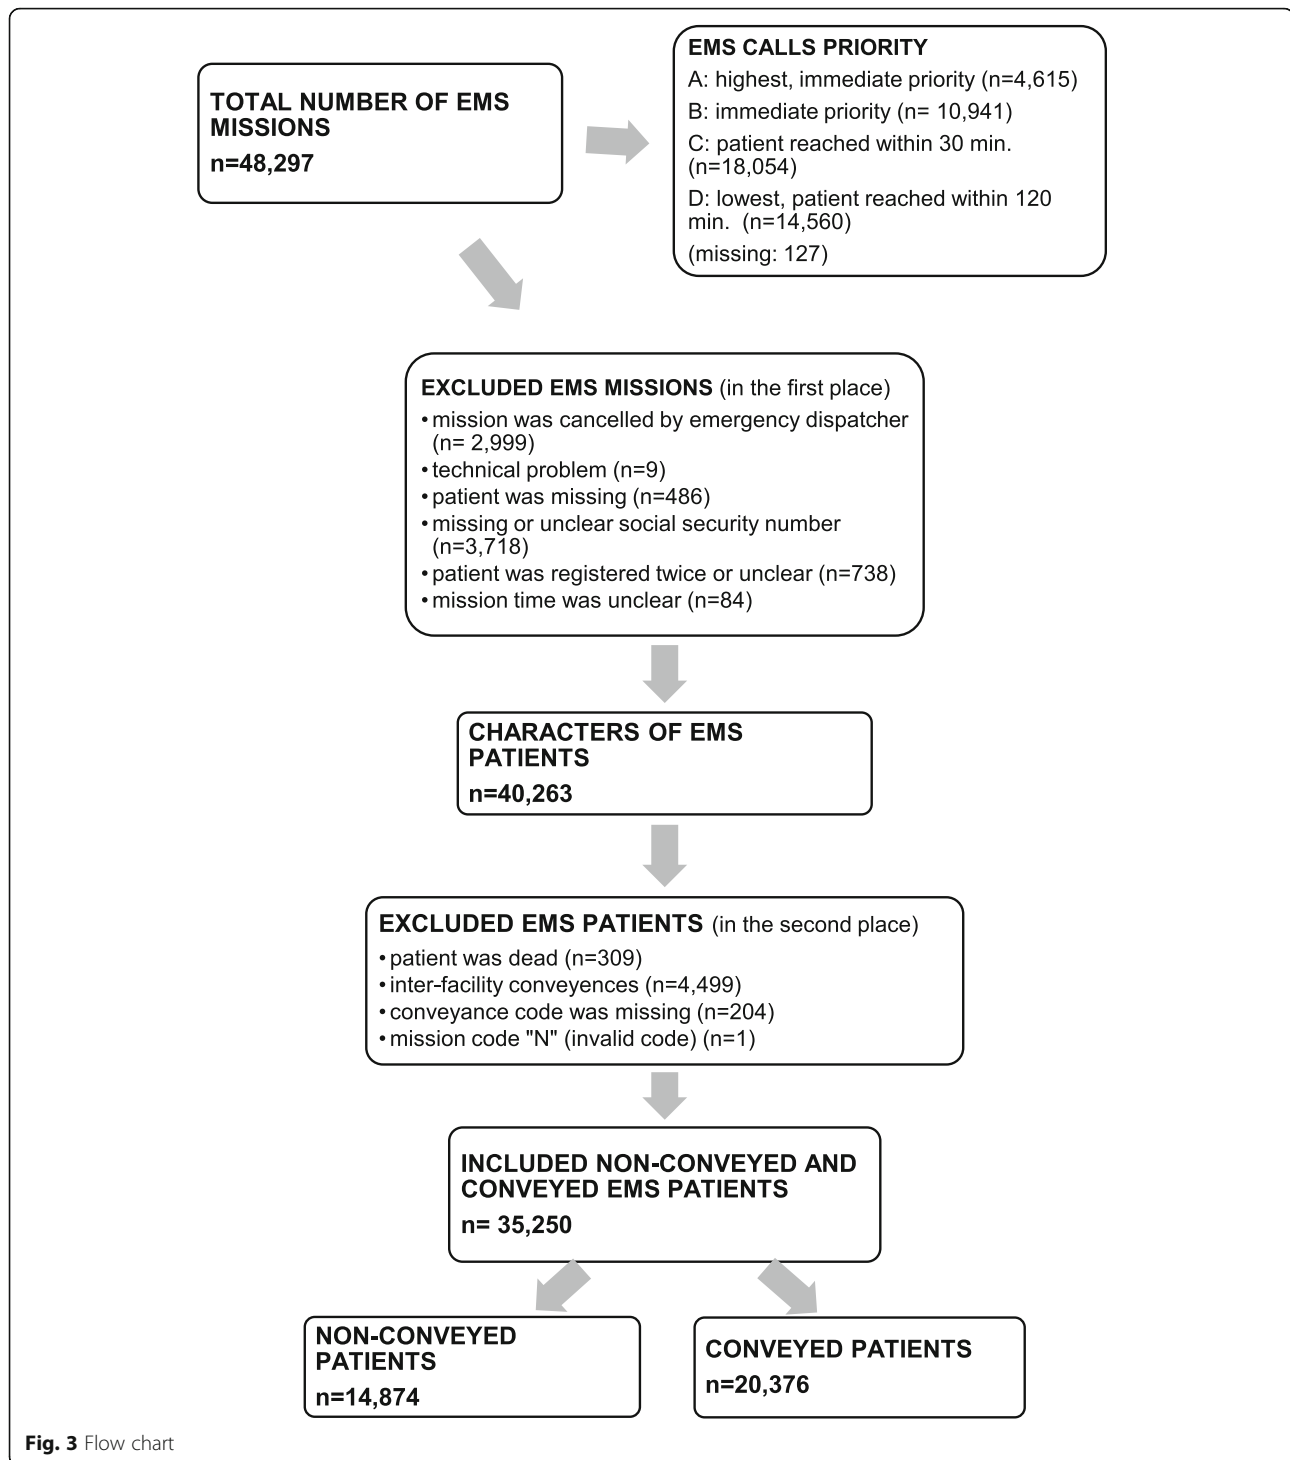 TOTAL NUMBER OF EMS
MISSIONS
n=48,297
EMS CALLS PRIORITY
A: highest, immediate priority (n=4,615)
B: immediate priority (n= 10,941)
C: patient reached within 30 min.
(n=18,054)
D: lowest, patient reached within 120
min. (n=14,560)
(missing: 127)
EXCLUDED EMS MISSIONS (in the first place)
• mission was cancelled by emergency dispatcher
(n= 2,999)
• technical problem (n=9)
• patient was missing (n=486)
• missing or unclear social security number
(n=3,718)
• patient was registered twice or unclear (n=738)
• mission time was unclear (n=84)
CHARACTERS OF EMS
PATIENTS
n=40,263
EXCLUDED EMS PATIENTS (in the second place)
• patient was dead (n=309)
• inter-facility conveyences (n=4,499)
• conveyance code was missing (n=204)
• mission code "N" (invalid code) (n=1)
INCLUDED NON-CONVEYED AND
CONVEYED EMS PATIENTS
n= 35,250
NON-CONVEYED
PATIENTS
n=14,874
CONVEYED PATIENTS
n=20,376
Fig. 3 Flow chart